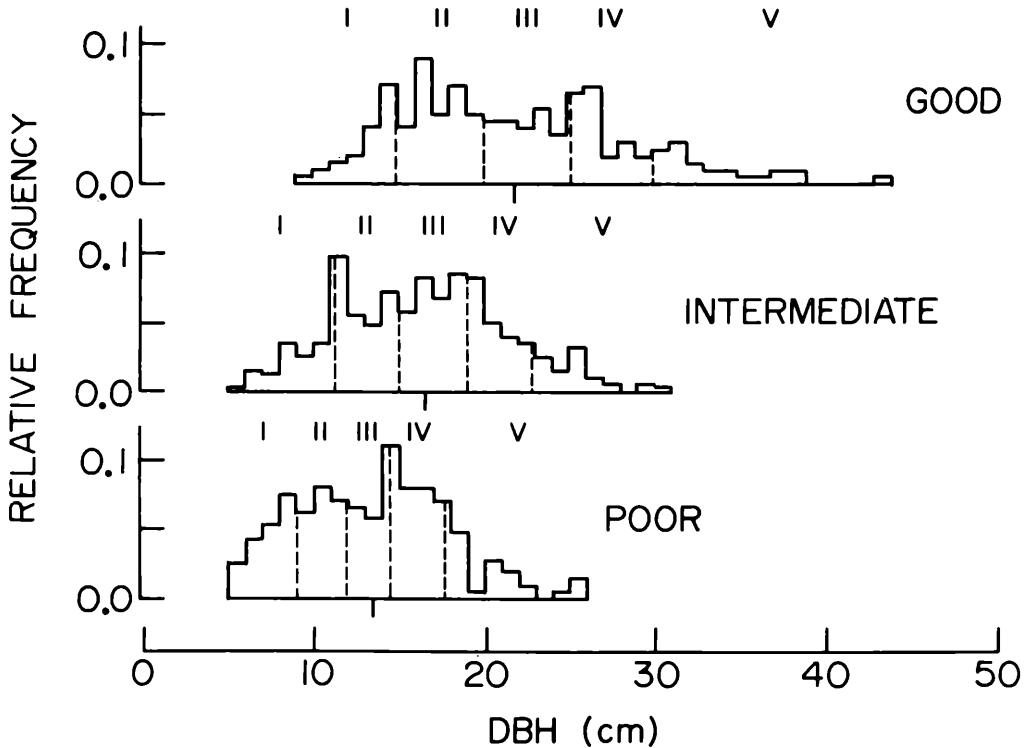 I II III IV V
0.1
GOOD
0.0
I II III IV V
0.1
INTERMEDIATE
0.0
I II III IV V
0.1
POOR
0.0
RELATIVE FREQUENCY
0 10 20 30 40 50
DBH (cm)